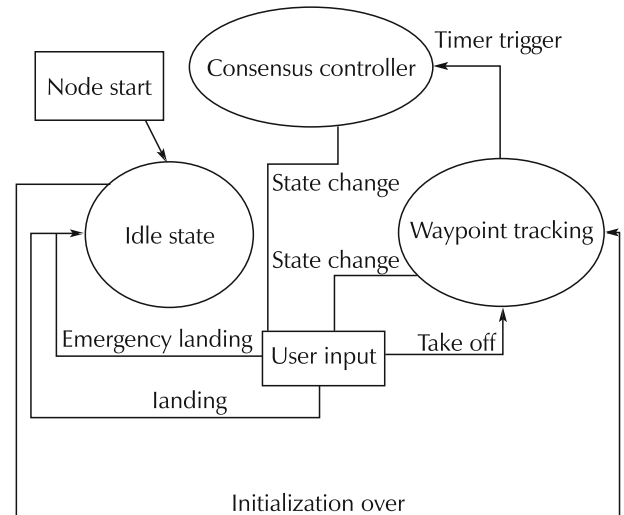 Timer trigger
Consensus controller
Node start
State change
Idle state
Waypoint tracking
State change
Emergency landing
User input
Take off
landing
Initialization over